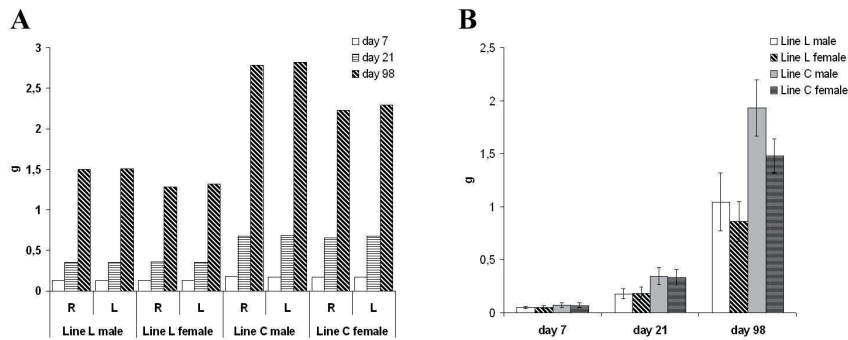 A
day 7
day 21
day 98
3
2,5
2
1,5
1
0,5
0
g
R L R L R L R L
Line L male Line L female Line C male Line C female
B
Line L male
Line L female
Line C male
Line C female
2,5
2
1,5
1
0,5
0
g
day 7 day 21 day 98